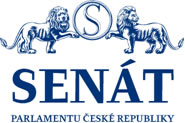 S
SENÁT
PARLAMENTU ČESKÉ REPUBLIKY